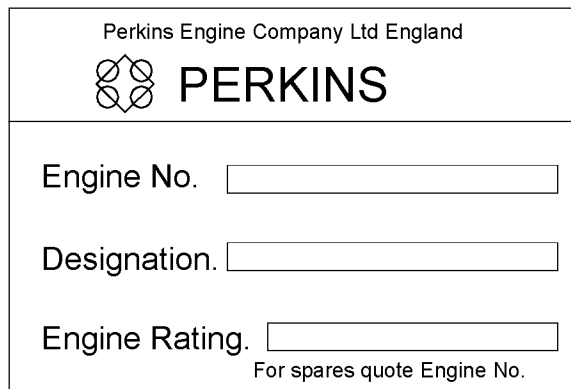 Perkins Engine Company Ltd England
PERKINS
Engine No.
Designation.
Engine Rating.
For spares quote Engine No.